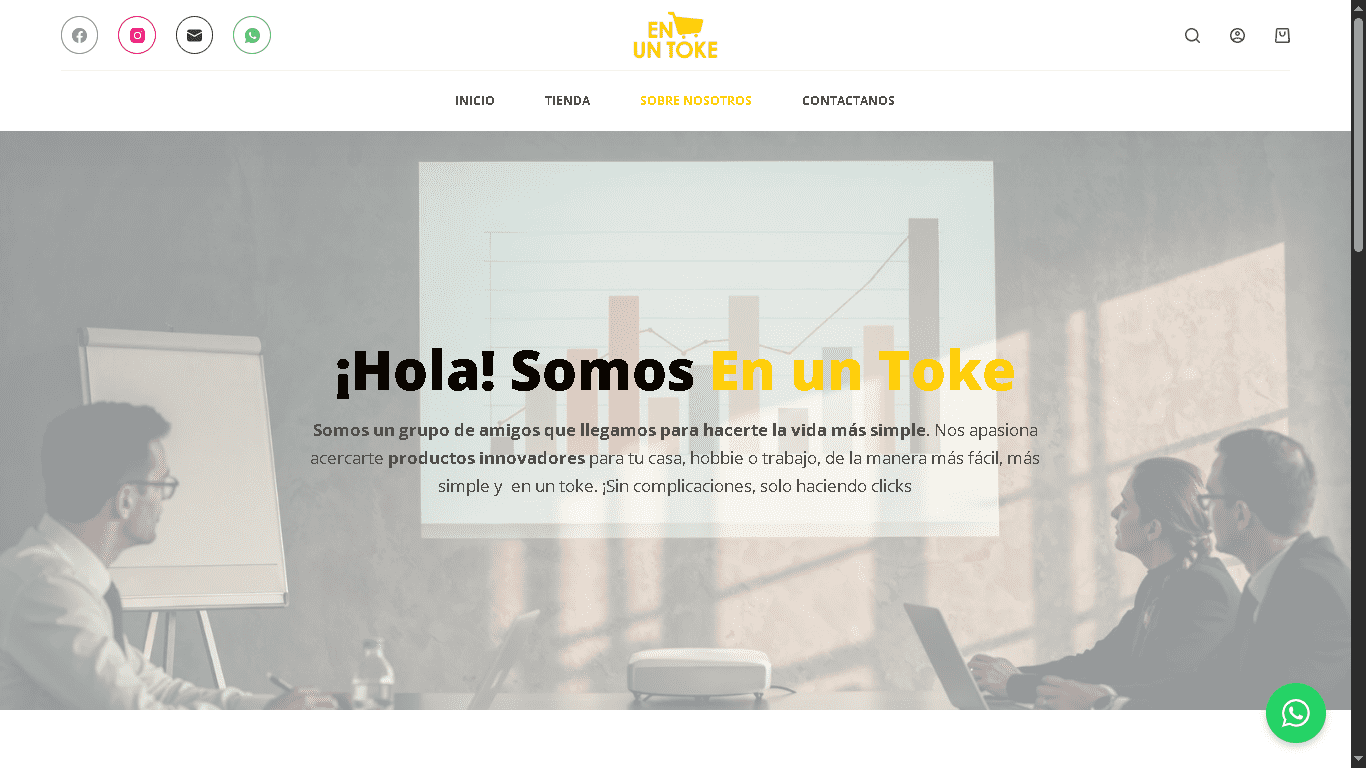 EN
UN TOKE
INICIO
TIENDA
SOBRE NOSOTROS
CONTACTANOS
¡Hola! Somos En un Toke
Somos un grupo de amigos que llegamos para hacerte la vida más simple. Nos apasiona
acercarte productos innovadores para tu casa, hobbie o trabajo, de la manera más fácil, más
simple y  en un toke. ¡Sin complicaciones, solo haciendo clicks